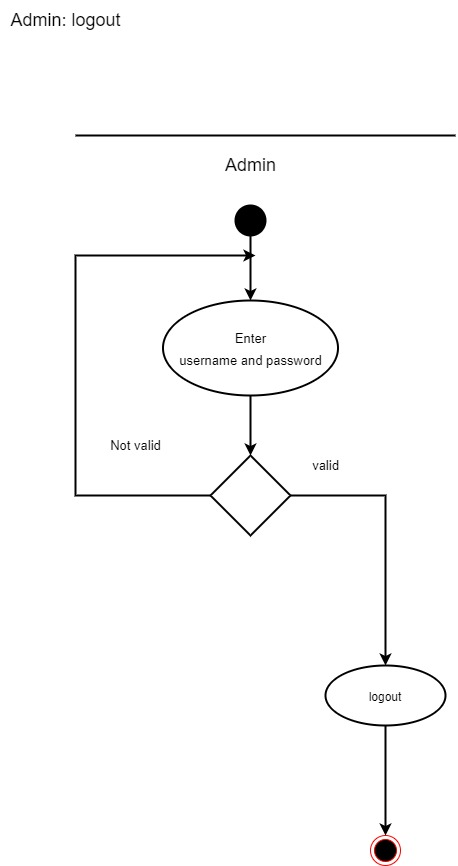 Admin: logout
Admin
Enter
username and password
Not valid
valid
logout